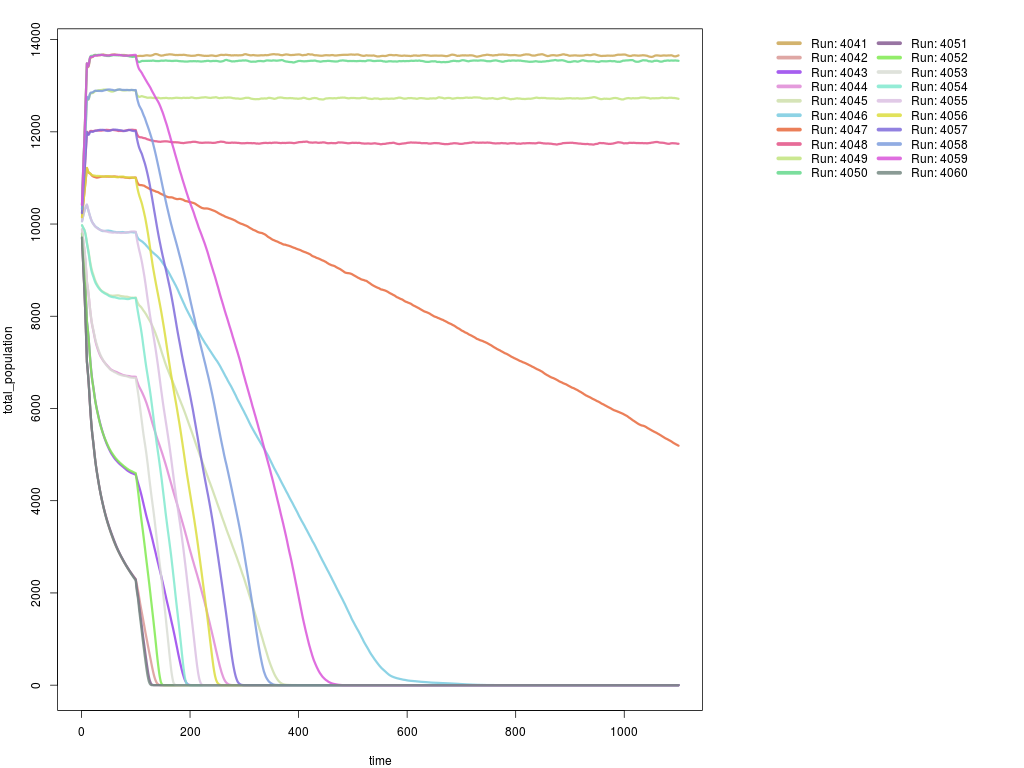 14000
12000
10000
8000
6000
4000
2000
0
total_population
0 200 400 600 800 1000
time
Run: 4041 Run: 4051
Run: 4042 Run: 4052
Run: 4043 Run: 4053
Run: 4044 Run: 4054
Run: 4045 Run: 4055
Run: 4046 Run: 4056
Run: 4047 Run: 4057
Run: 4048 Run: 4058
Run: 4049 Run: 4059
Run: 4050 Run: 4060